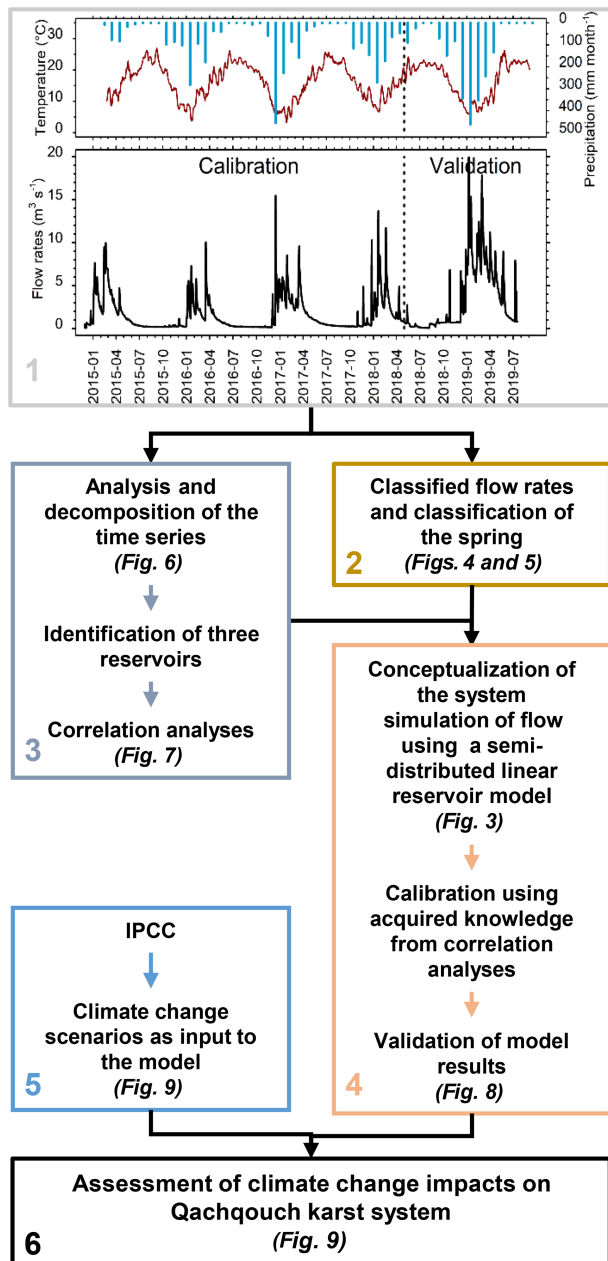 Temperature (°C)
30
20
10
0
0
100
200
300
400
500
Precipitation (mm month⁻¹)
Calibration
Validation
Flow rates (m³ s⁻¹)
20
15
10
5
0
2015-01
2015-04
2015-07
2015-10
2016-01
2016-04
2016-07
2016-10
2017-01
2017-04
2017-07
2017-10
2018-01
2018-04
2018-07
2018-10
2019-01
2019-04
2019-07
1
Analysis and
decomposition of the
time series
(Fig. 6)
Identification of three
reservoirs
Correlation analyses
(Fig. 7)
3
Classified flow rates
and classification of
the spring
(Figs. 4 and 5)
2
Conceptualization of
the system
simulation of flow
using a semi-
distributed linear
reservoir model
(Fig. 3)
Calibration using
acquired knowledge
from correlation
analyses
Validation of model
results
(Fig. 8)
4
IPCC
Climate change
scenarios as input to
the model
(Fig. 9)
5
Assessment of climate change impacts on
Qachqouch karst system
(Fig. 9)
6